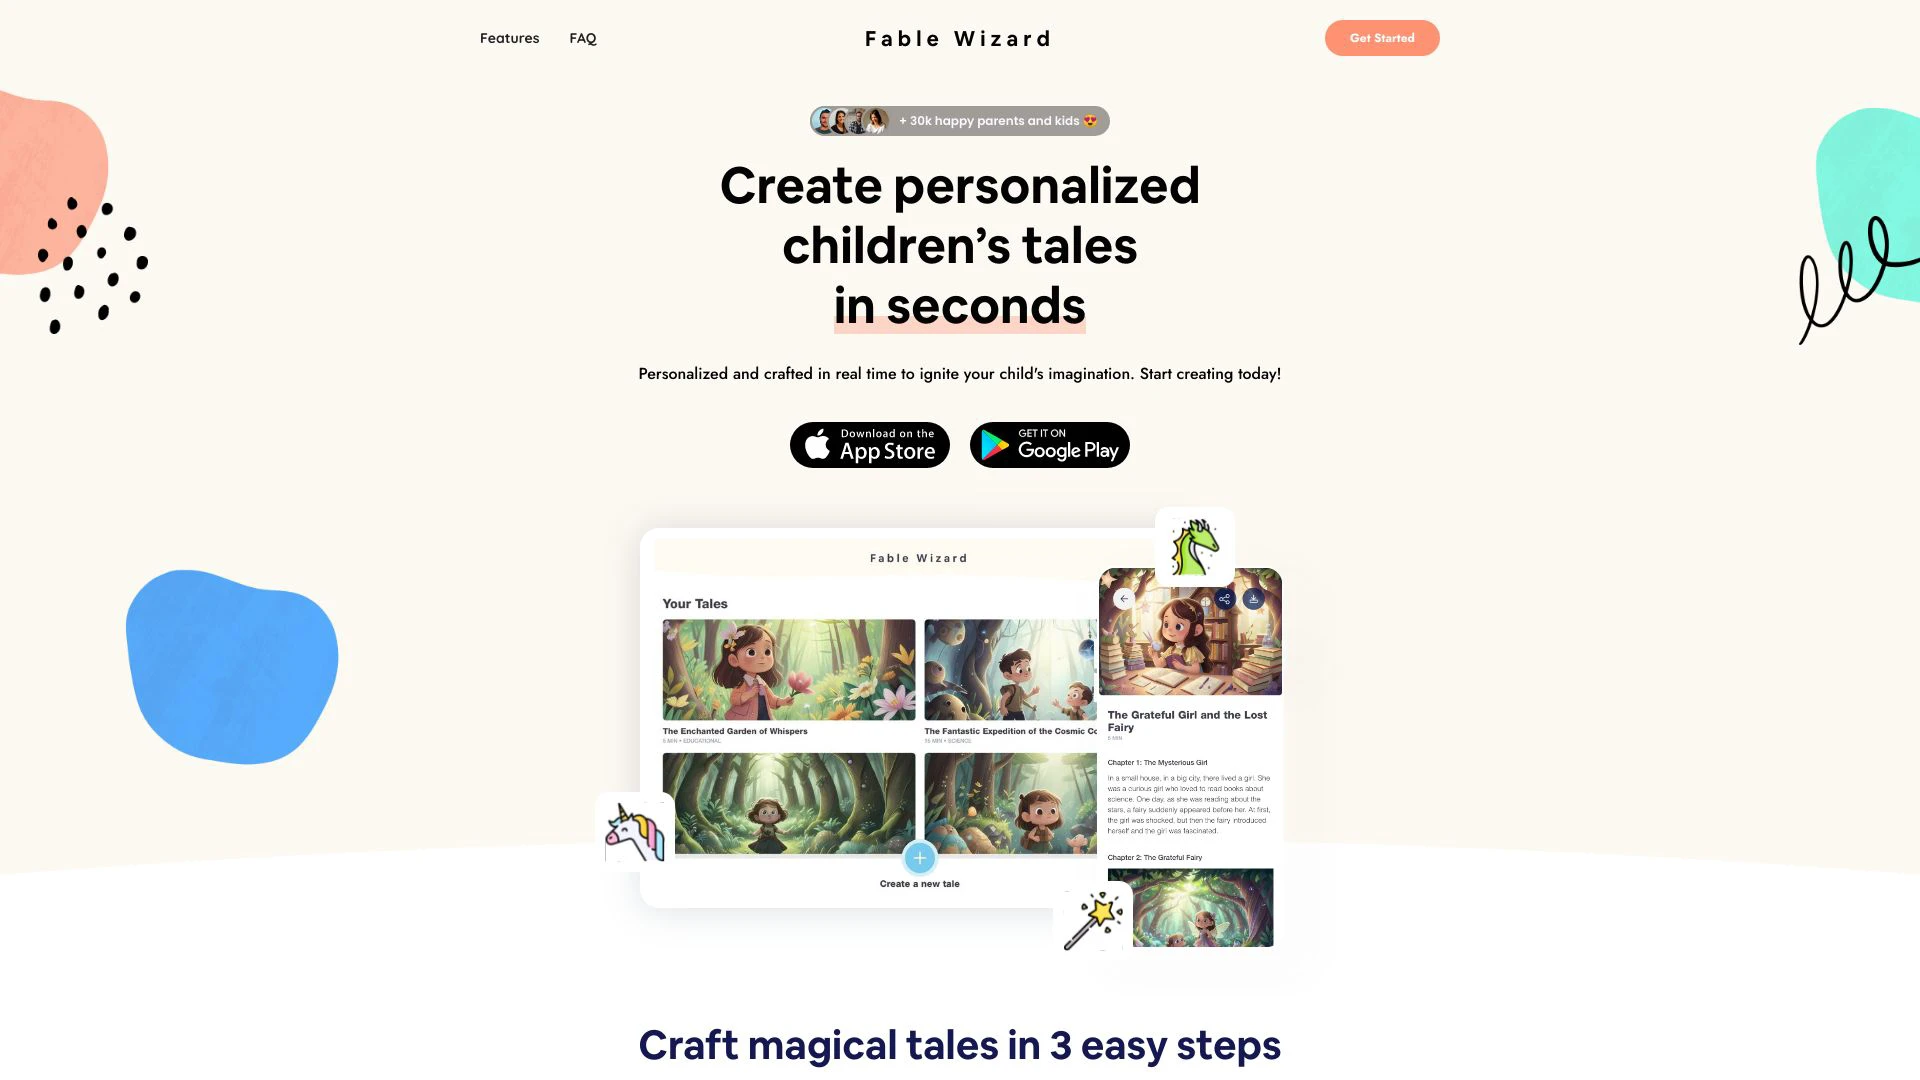 Features
FAQ
Fable Wizard
Get Started
+ 30k happy parents and kids 😍
Create personalized
children’s tales
in seconds
Personalized and crafted in real time to ignite your child's imagination. Start creating today!
Download on the
App Store
GET IT ON
Google Play
Fable Wizard
Your Tales
The Enchanted Garden of Whispers
5 MIN • EDUCATIONAL
The Fantastic Expedition of the Cosmic Co
15 MIN • SCIENCE
Create a new tale
The Grateful Girl and the Lost
Fairy
5 MIN
Chapter 1: The Mysterious Girl
In a small house, in a big city, there lived a girl. She
was a curious girl who loved to read books about
science. One day, as she was reading about the
stars, a fairy suddenly appeared before her. At first,
the girl was shocked, but then the fairy introduced
herself and the girl was fascinated.
Chapter 2: The Grateful Fairy
Craft magical tales in 3 easy steps